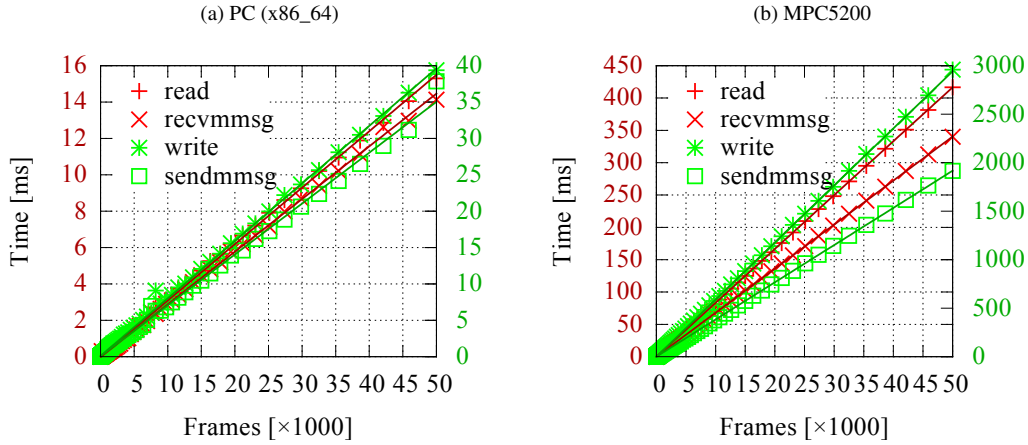 (a) PC (x86_64)
16
14
12
10
8
6
4
2
0
40
35
30
25
20
15
10
5
0
read
recvmmsg
write
sendmmsg
Time [ms]
0 5 10 15 20 25 30 35 40 45 50
Frames [×1000]
(b) MPC5200
450
400
350
300
250
200
150
100
50
0
3000
2500
2000
1500
1000
500
0
read
recvmmsg
write
sendmmsg
Time [ms]
0 5 10 15 20 25 30 35 40 45 50
Frames [×1000]